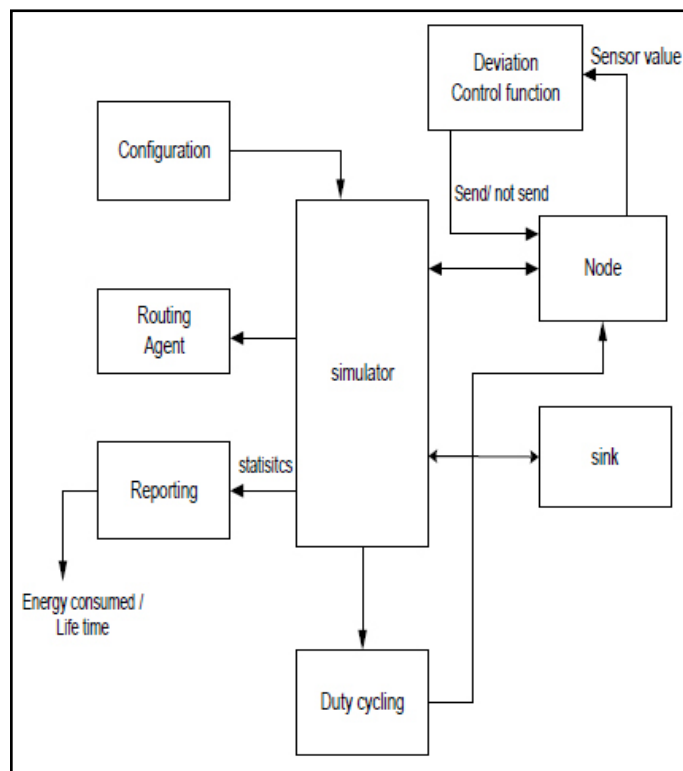 Deviation
Control function
Sensor value
Configuration
Send/ not send
Node
Routing
Agent
simulator
statisitcs
Reporting
sink
Energy consumed /
Life time
Duty cycling